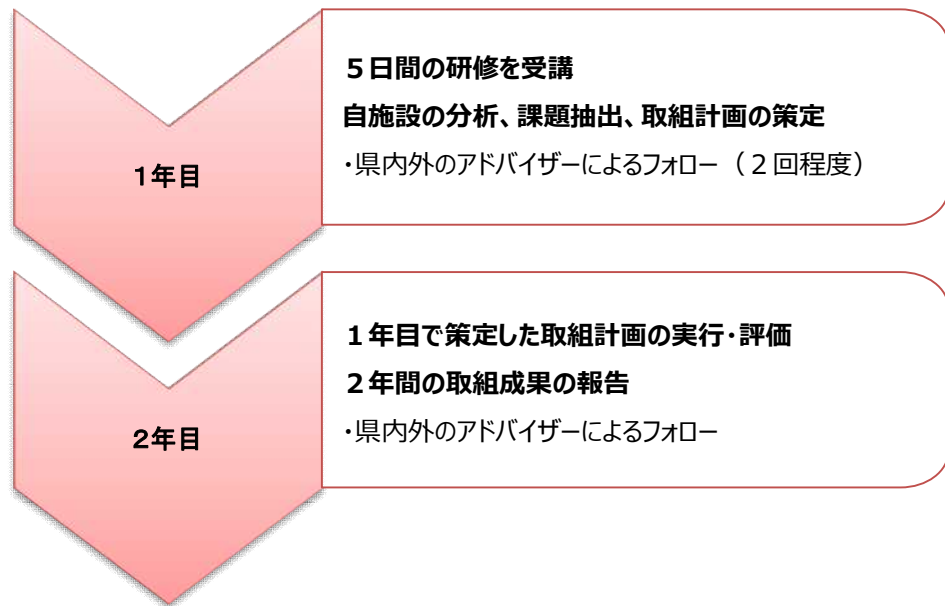 1年目
５日間の研修を受講
自施設の分析、課題抽出、取組計画の策定
・県内外のアドバイザーによるフォロー（２回程度）
2年目
１年目で策定した取組計画の実行・評価
２年間の取組成果の報告
・県内外のアドバイザーによるフォロー